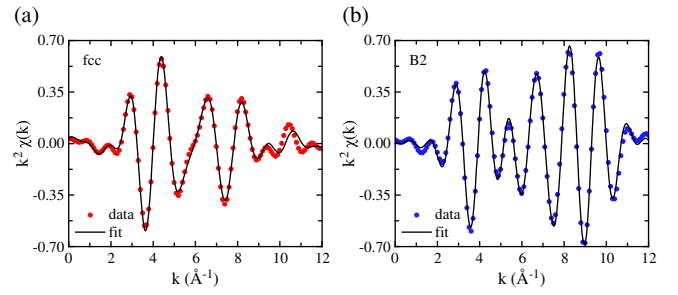 (a)
0.70
0.35
0.00
-0.35
-0.70
k² χ(k)
fcc
data
fit
0 2 4 6 8 10 12
k (Å⁻¹)
(b)
0.70
0.35
0.00
-0.35
-0.70
k² χ(k)
B2
data
fit
0 2 4 6 8 10 12
k (Å⁻¹)